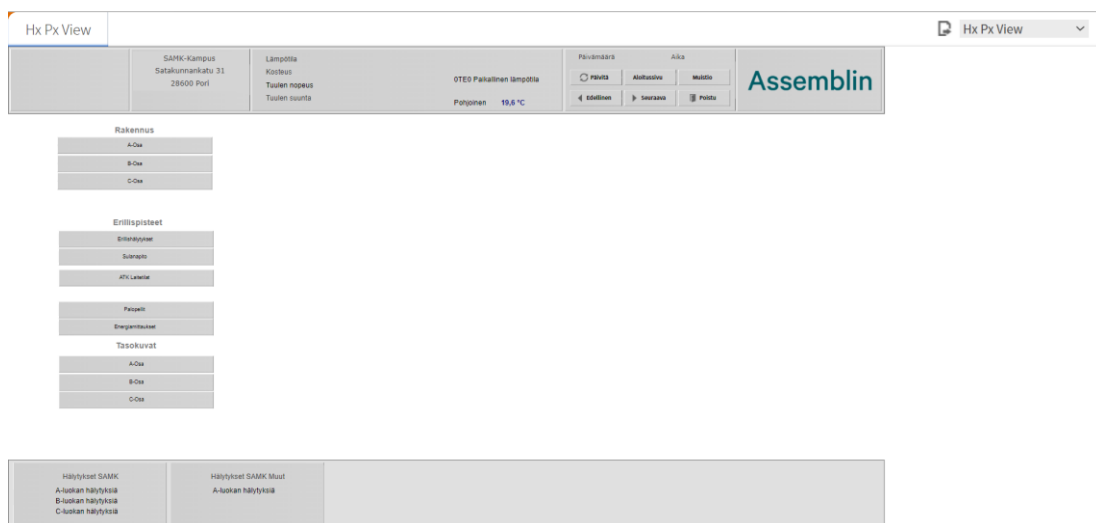 Hx Px View
Hx Px View
SAMK-Kampus
Satakunnankatu 31
28600 Pori
Lämpötila
Kosteus
Tuulen nopeus
Tuulen suunta
0TE0 Paikallinen lämpötila
Pohjoinen 19,6 °C
Päivämäärä Aika
Päivitä Aloitussivu Muistio
Edellinen Seuraava Poistu
Assemblin
Rakennus
A-Osa
B-Osa
C-Osa
Erillispisteet
Erillishälytykset
Sulanapto
ATK Laitetilat
Palopelti
Energiamittaukset
Tasokuvat
A-Osa
B-Osa
C-Osa
Hälytykset SAMK
A-luokan hälytyksiä
B-luokan hälytyksiä
C-luokan hälytyksiä
Hälytykset SAMK Muut
A-luokan hälytyksiä